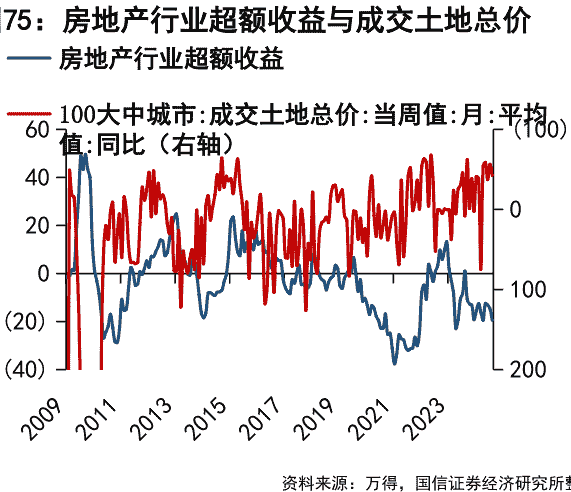 75：房地产行业超额收益与成交土地总价
房地产行业超额收益
100大中城市:成交土地总价:当周值:月:平均
值:同比（右轴）
60 (100)
40 0
20
0 100
(20)
(40) 200
2009 2011 2013 2015 2017 2019 2021 2023
资料来源：万得，国信证券经济研究所整